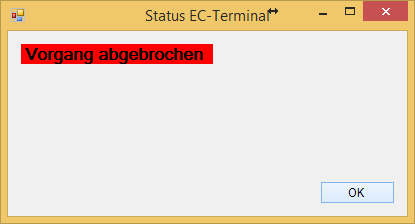 Status EC-Terminal
Vorgang abgebrochen
OK